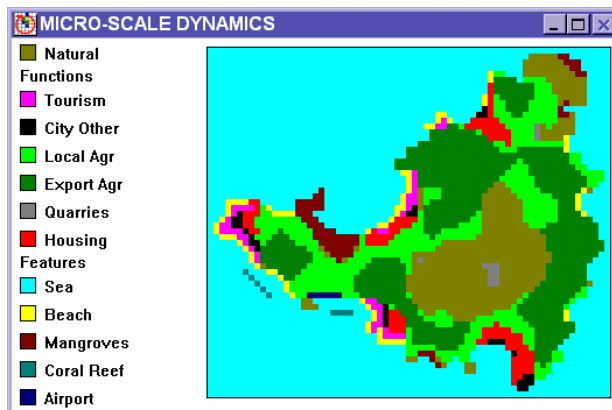 MICRO-SCALE DYNAMICS
Natural
Functions
Tourism
City Other
Local Agr
Export Agr
Quarries
Housing
Features
Sea
Beach
Mangroves
Coral Reef
Airport